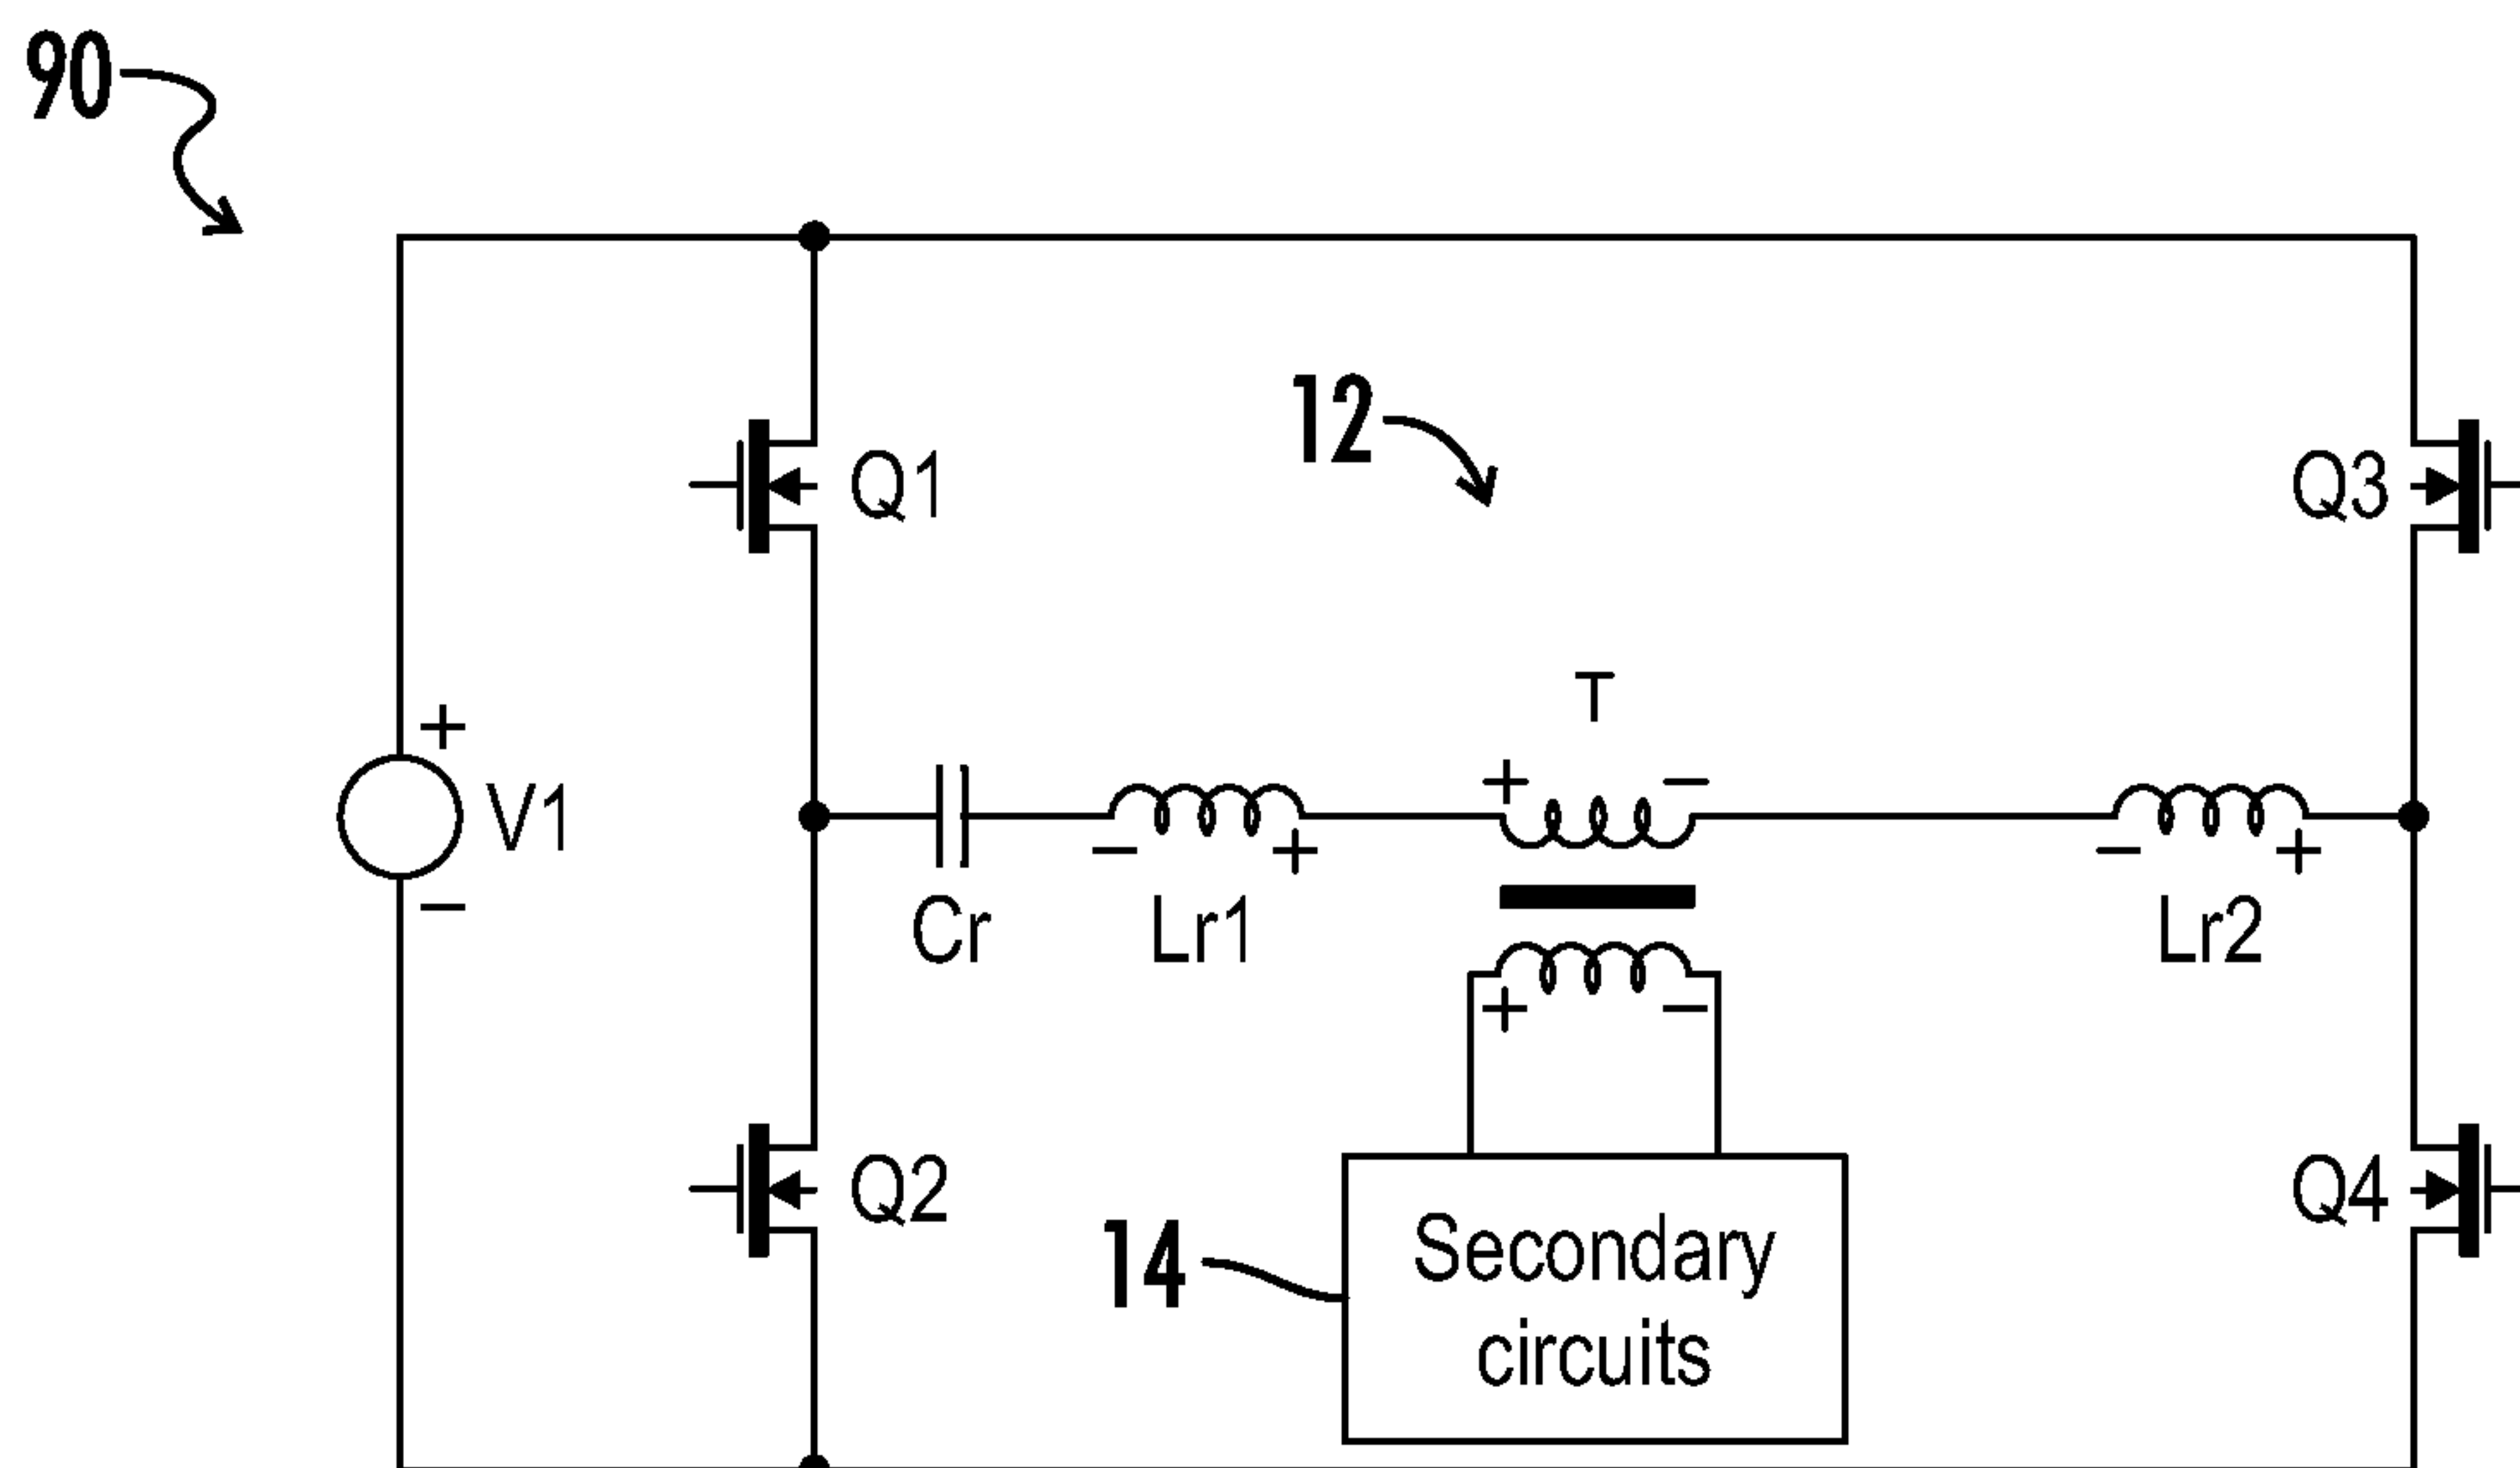 90
12
Q1
Q3
T
+
+ −
V1
− +
− +
−
Cr
Lr1
Lr2
+ −
Q2
Q4
14
Secondary
circuits